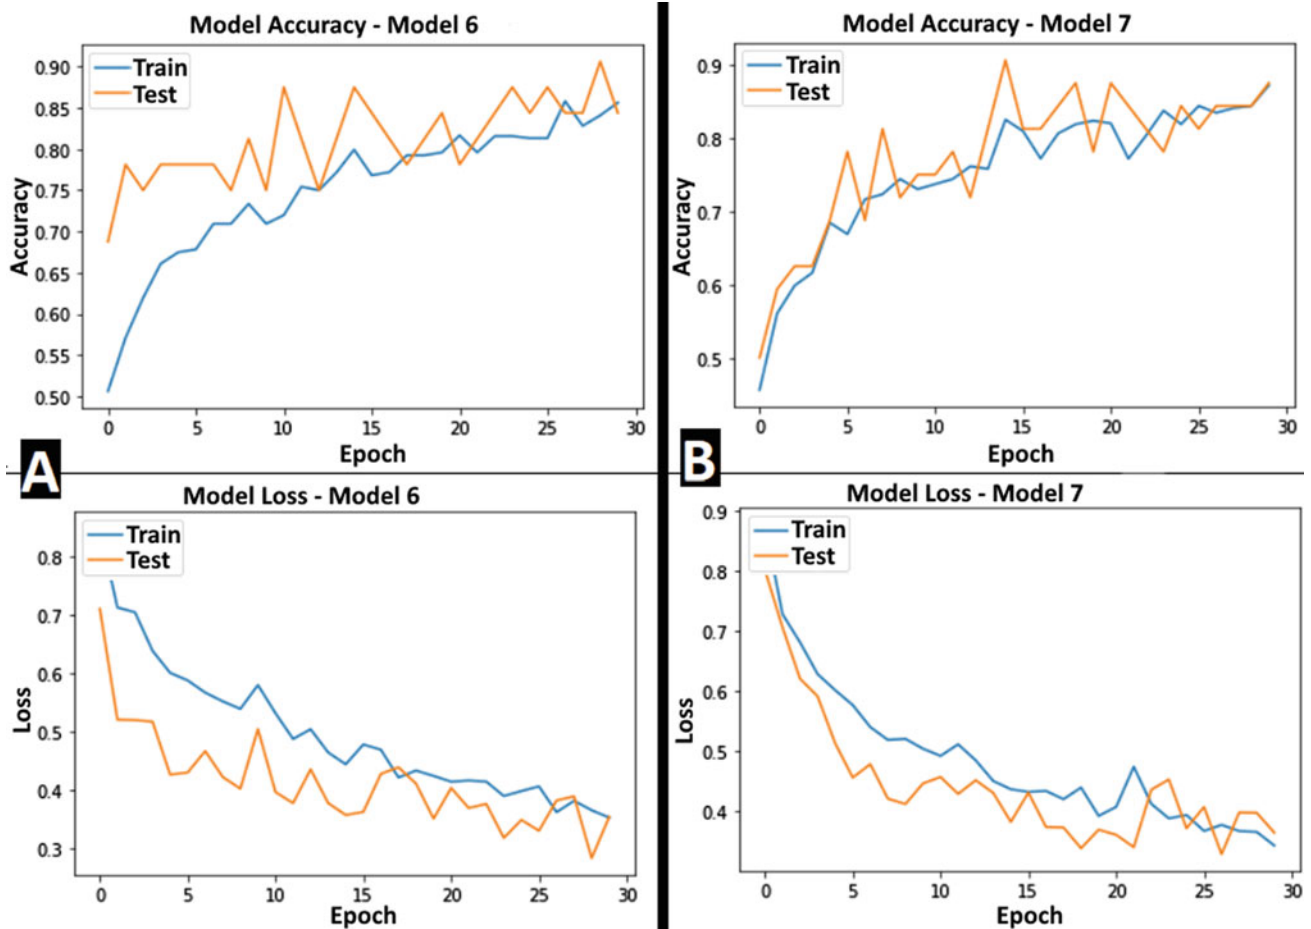 Model Accuracy - Model 6
Train
Test
0.90
0.85
0.80
0.75
0.70
0.65
0.60
0.55
0.50
Accuracy
0 5 10 15 20 25 30
Epoch
Model Accuracy - Model 7
Train
Test
0.9
0.8
0.7
0.6
0.5
Accuracy
0 5 10 15 20 25 30
Epoch
A
B
Model Loss - Model 6
Train
Test
0.8
0.7
0.6
0.5
0.4
0.3
Loss
0 5 10 15 20 25 30
Epoch
Model Loss - Model 7
Train
Test
0.9
0.8
0.7
0.6
0.5
0.4
Loss
0 5 10 15 20 25 30
Epoch